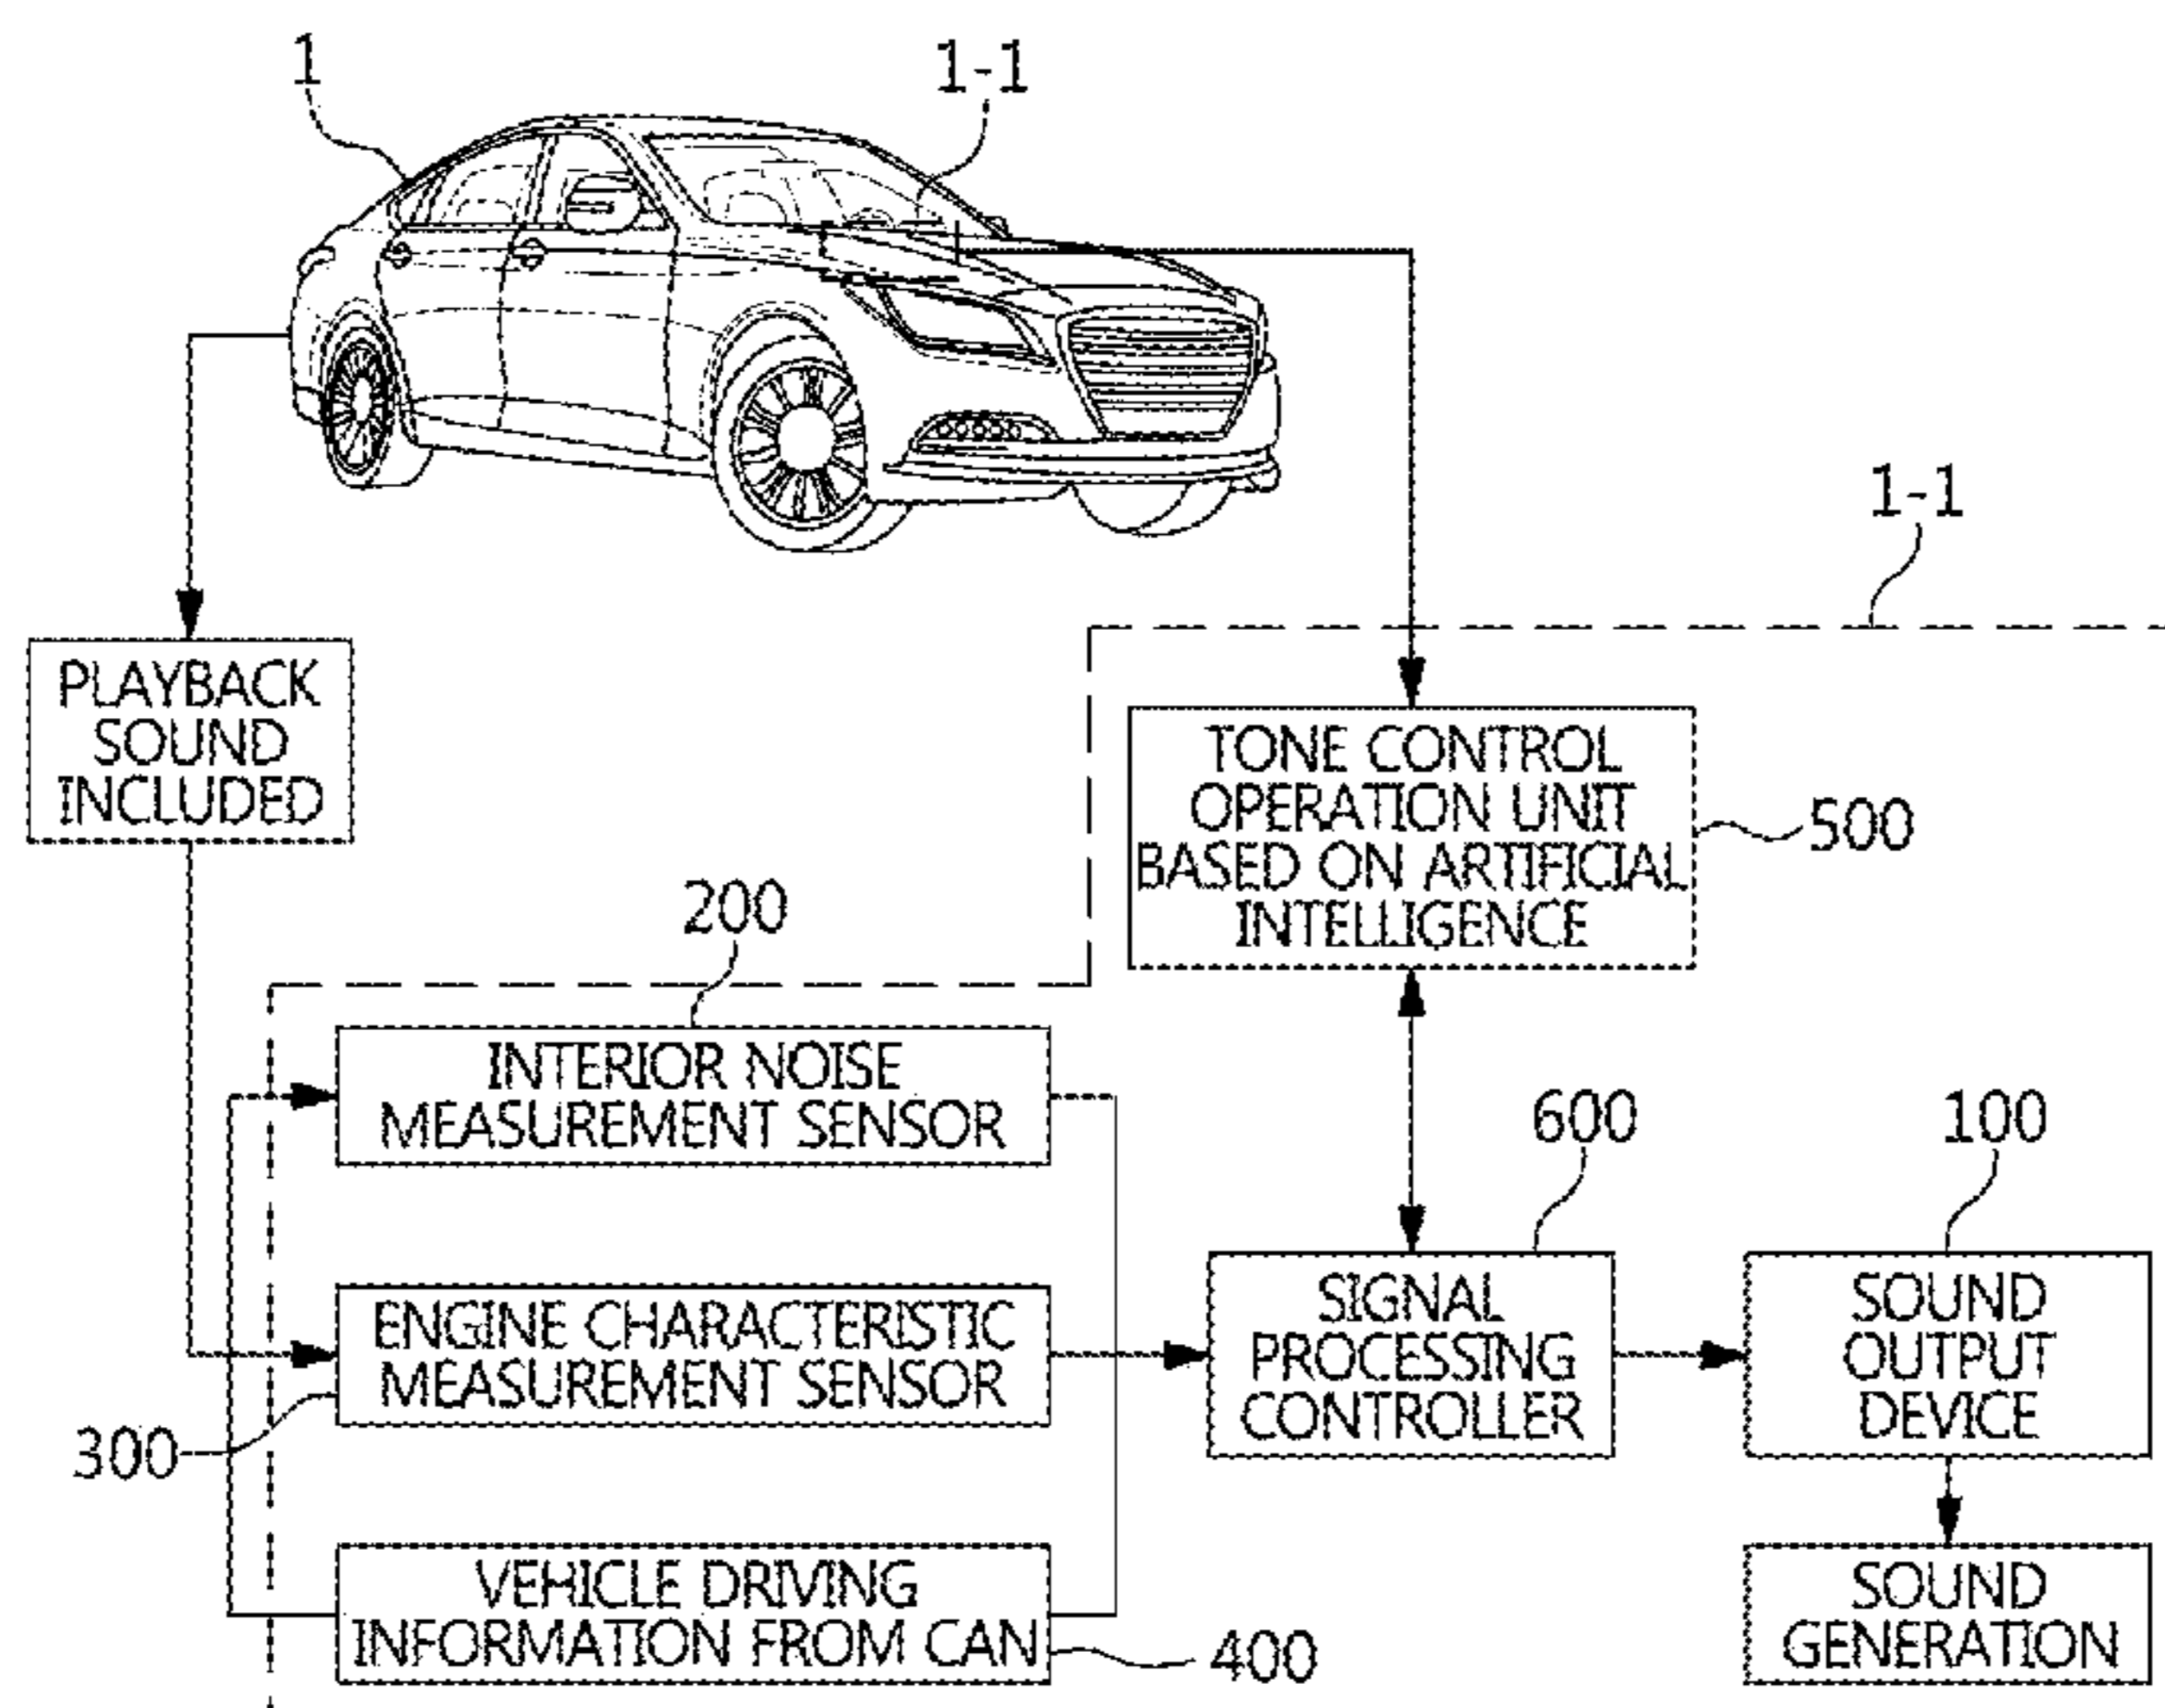 1
1-1
1-1
PLAYBACK
SOUND
INCLUDED
TONE CONTROL
OPERATION UNIT
BASED ON ARTIFICIAL
INTELLIGENCE
500
200
INTERIOR NOISE
MEASUREMENT SENSOR
600
100
ENGINE CHARACTERISTIC
MEASUREMENT SENSOR
300
SIGNAL
PROCESSING
CONTROLLER
SOUND
OUTPUT
DEVICE
VEHICLE DRIVING
INFORMATION FROM CAN
400
SOUND
GENERATION